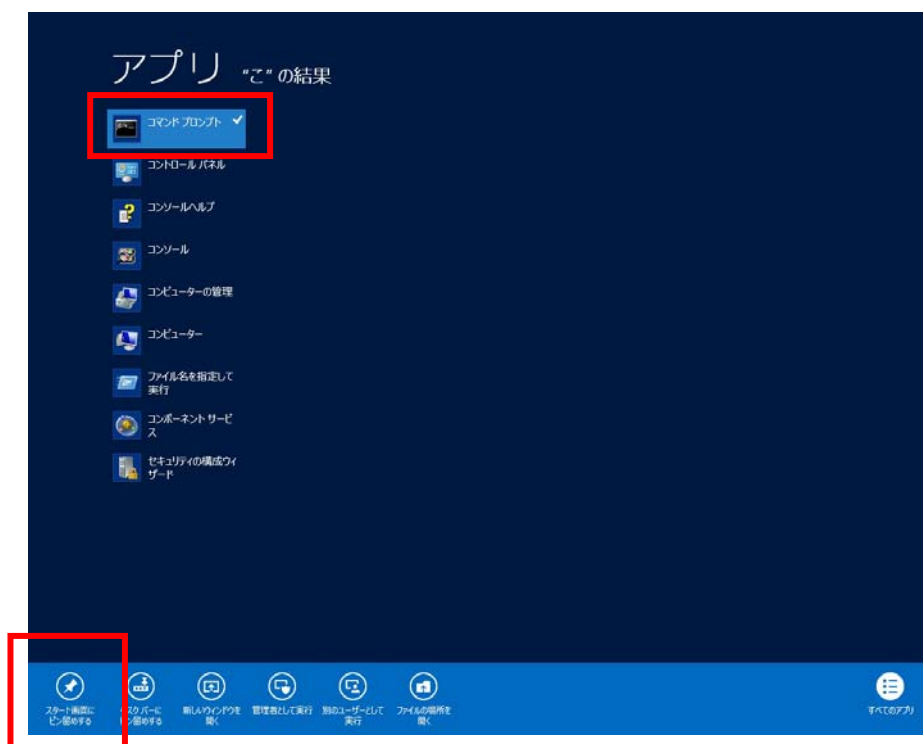 アプリ "こ" の結果
コマンド プロンプト
コントロール パネル
コンソールヘルプ
コンソール
コンピューターの管理
コンピューター
ファイル名を指定して
実行
コンポーネント サービ
ス
セキュリティの構成ウィ
ザード
スタート画面に
ピン留めする
スク バーに
ン留めする
新しいウィンドウを
開く
管理者として実行
別のユーザーとして
実行
ファイルの場所を
開く
すべてのアプリ